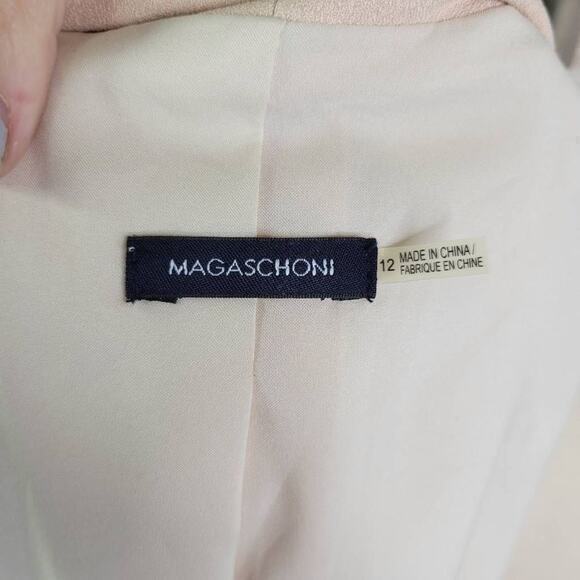 MAGASCHONI
12 MADE IN CHINA/
FABRIQUE EN CHINE